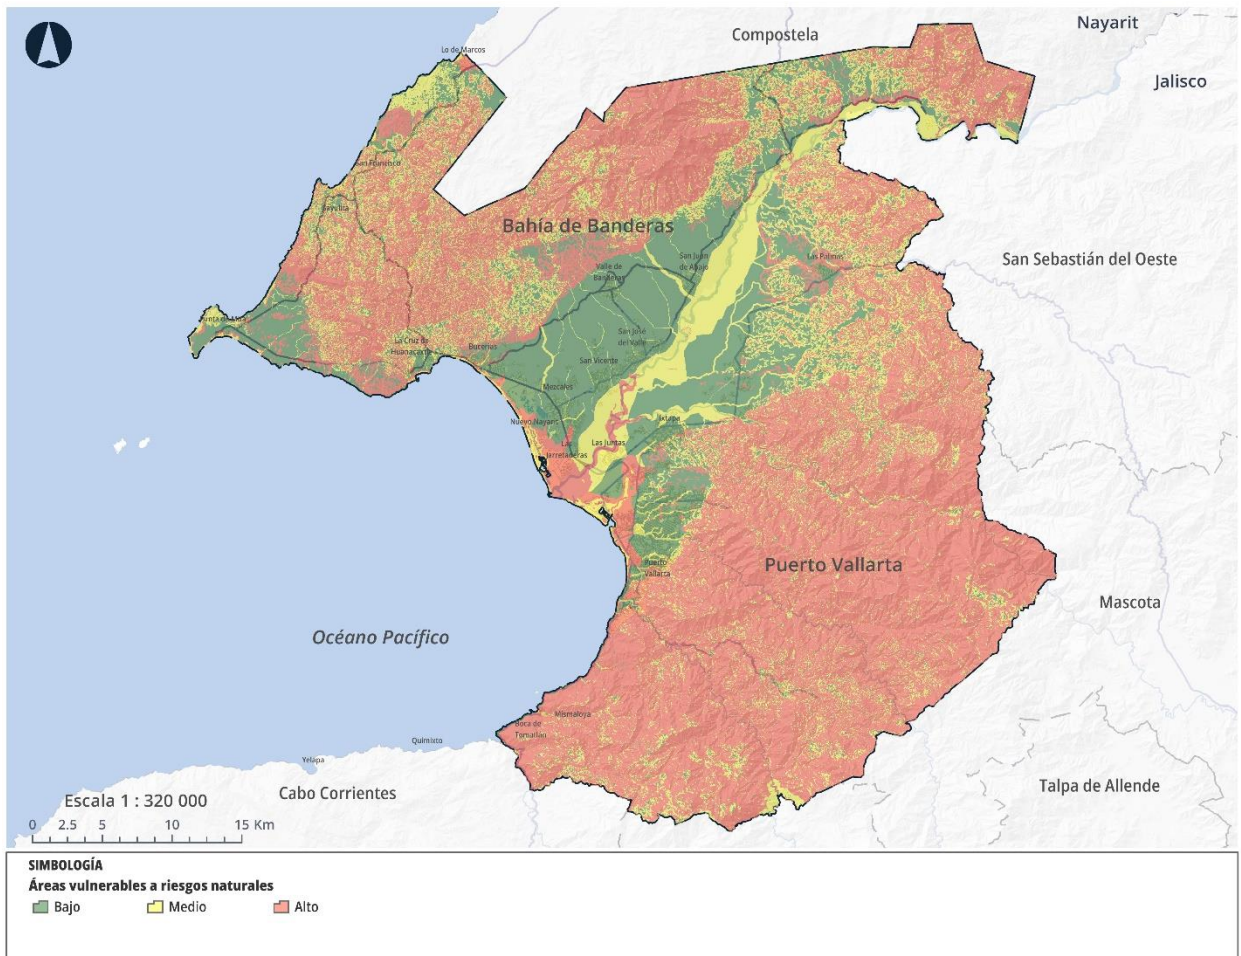 Nayarit
Compostela
Lo de Marcos
Jalisco
San Francisco
Sayulita
Bahía de Banderas
San Juan
de Abajo
Las Palmas
San Sebastián del Oeste
Valle de
Banderas
Punta de Mita
La Cruz de
Huanacaxtle
Bucerías
San José
del Valle
San Vicente
Mezcales
Nuevo Nayarit
Ixtapa
Las
Jarretaderas
Las Juntas
Puerto
Vallarta
Puerto Vallarta
Mascota
Océano Pacífico
Mismaloya
Boca de
Tomatlán
Quimixto
Yelapa
Cabo Corrientes
Talpa de Allende
Escala 1 : 320 000
0 2.5 5 10 15 Km
SIMBOLOGÍA
Áreas vulnerables a riesgos naturales
Bajo Medio Alto